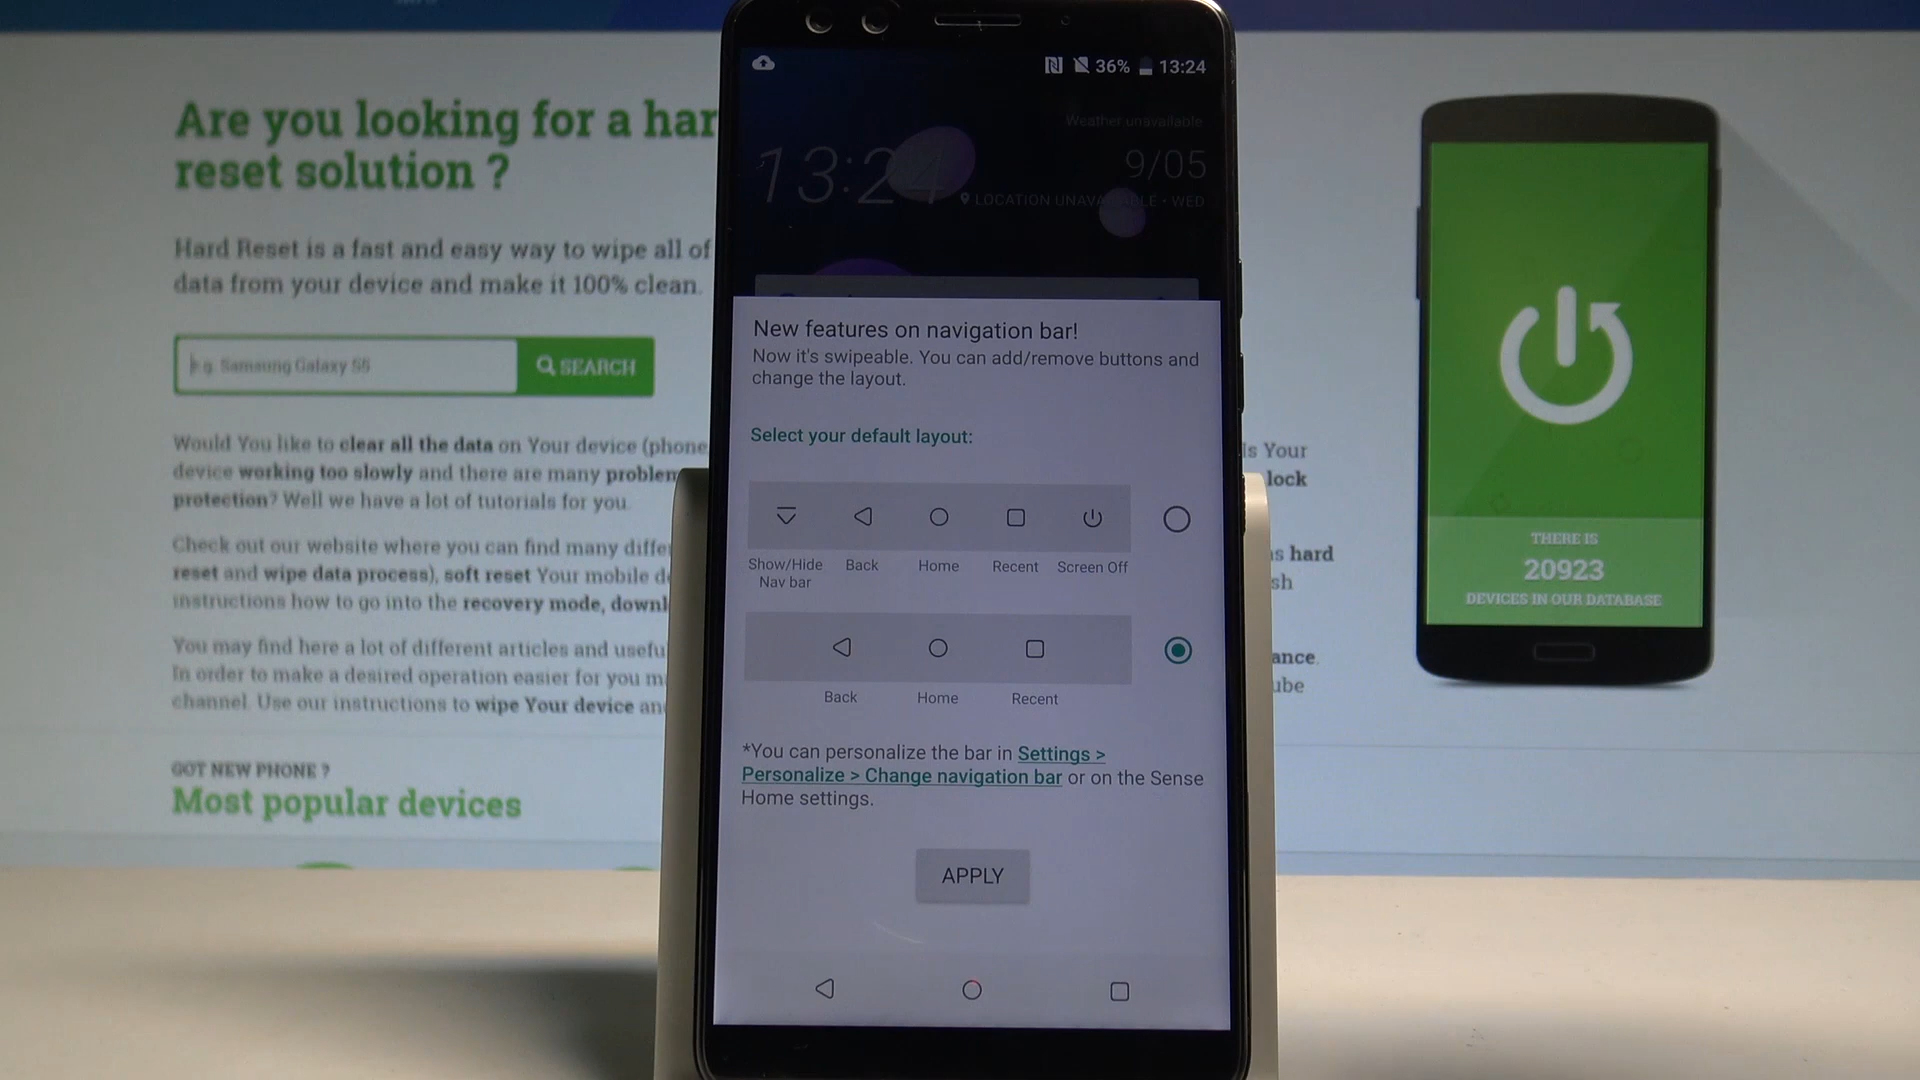 Are you looking for a har
reset solution ?
Hard Reset is a fast and easy way to wipe all of
data from your device and make it 100% clean.
e.g. Samsung Galaxy S5
SEARCH
Would You like to clear all the data on Your device (phone,
device working too slowly and there are many problem
protection? Well we have a lot of tutorials for you.
Check out our website where you can find many diffe
reset and wipe data process), soft reset Your mobile de
instructions how to go into the recovery mode, downl
You may find here a lot of different articles and usefu
In order to make a desired operation easier for you
channel. Use our instructions to wipe Your device an
GOT NEW PHONE ?
Most popular devices
36% 13:24
Weather unavailable
13:24
9/05
LOCATION UNAVAILABLE • WED
New features on navigation bar!
Now it's swipeable. You can add/remove buttons and
change the layout.
Select your default layout:
Show/Hide Back Home Recent Screen Off
Nav bar
Back Home Recent
*You can personalize the bar in Settings >
Personalize > Change navigation bar or on the Sense
Home settings.
APPLY
Is Your
lock
s hard
sh
ance.
ube
THERE IS
20923
DEVICES IN OUR DATABASE